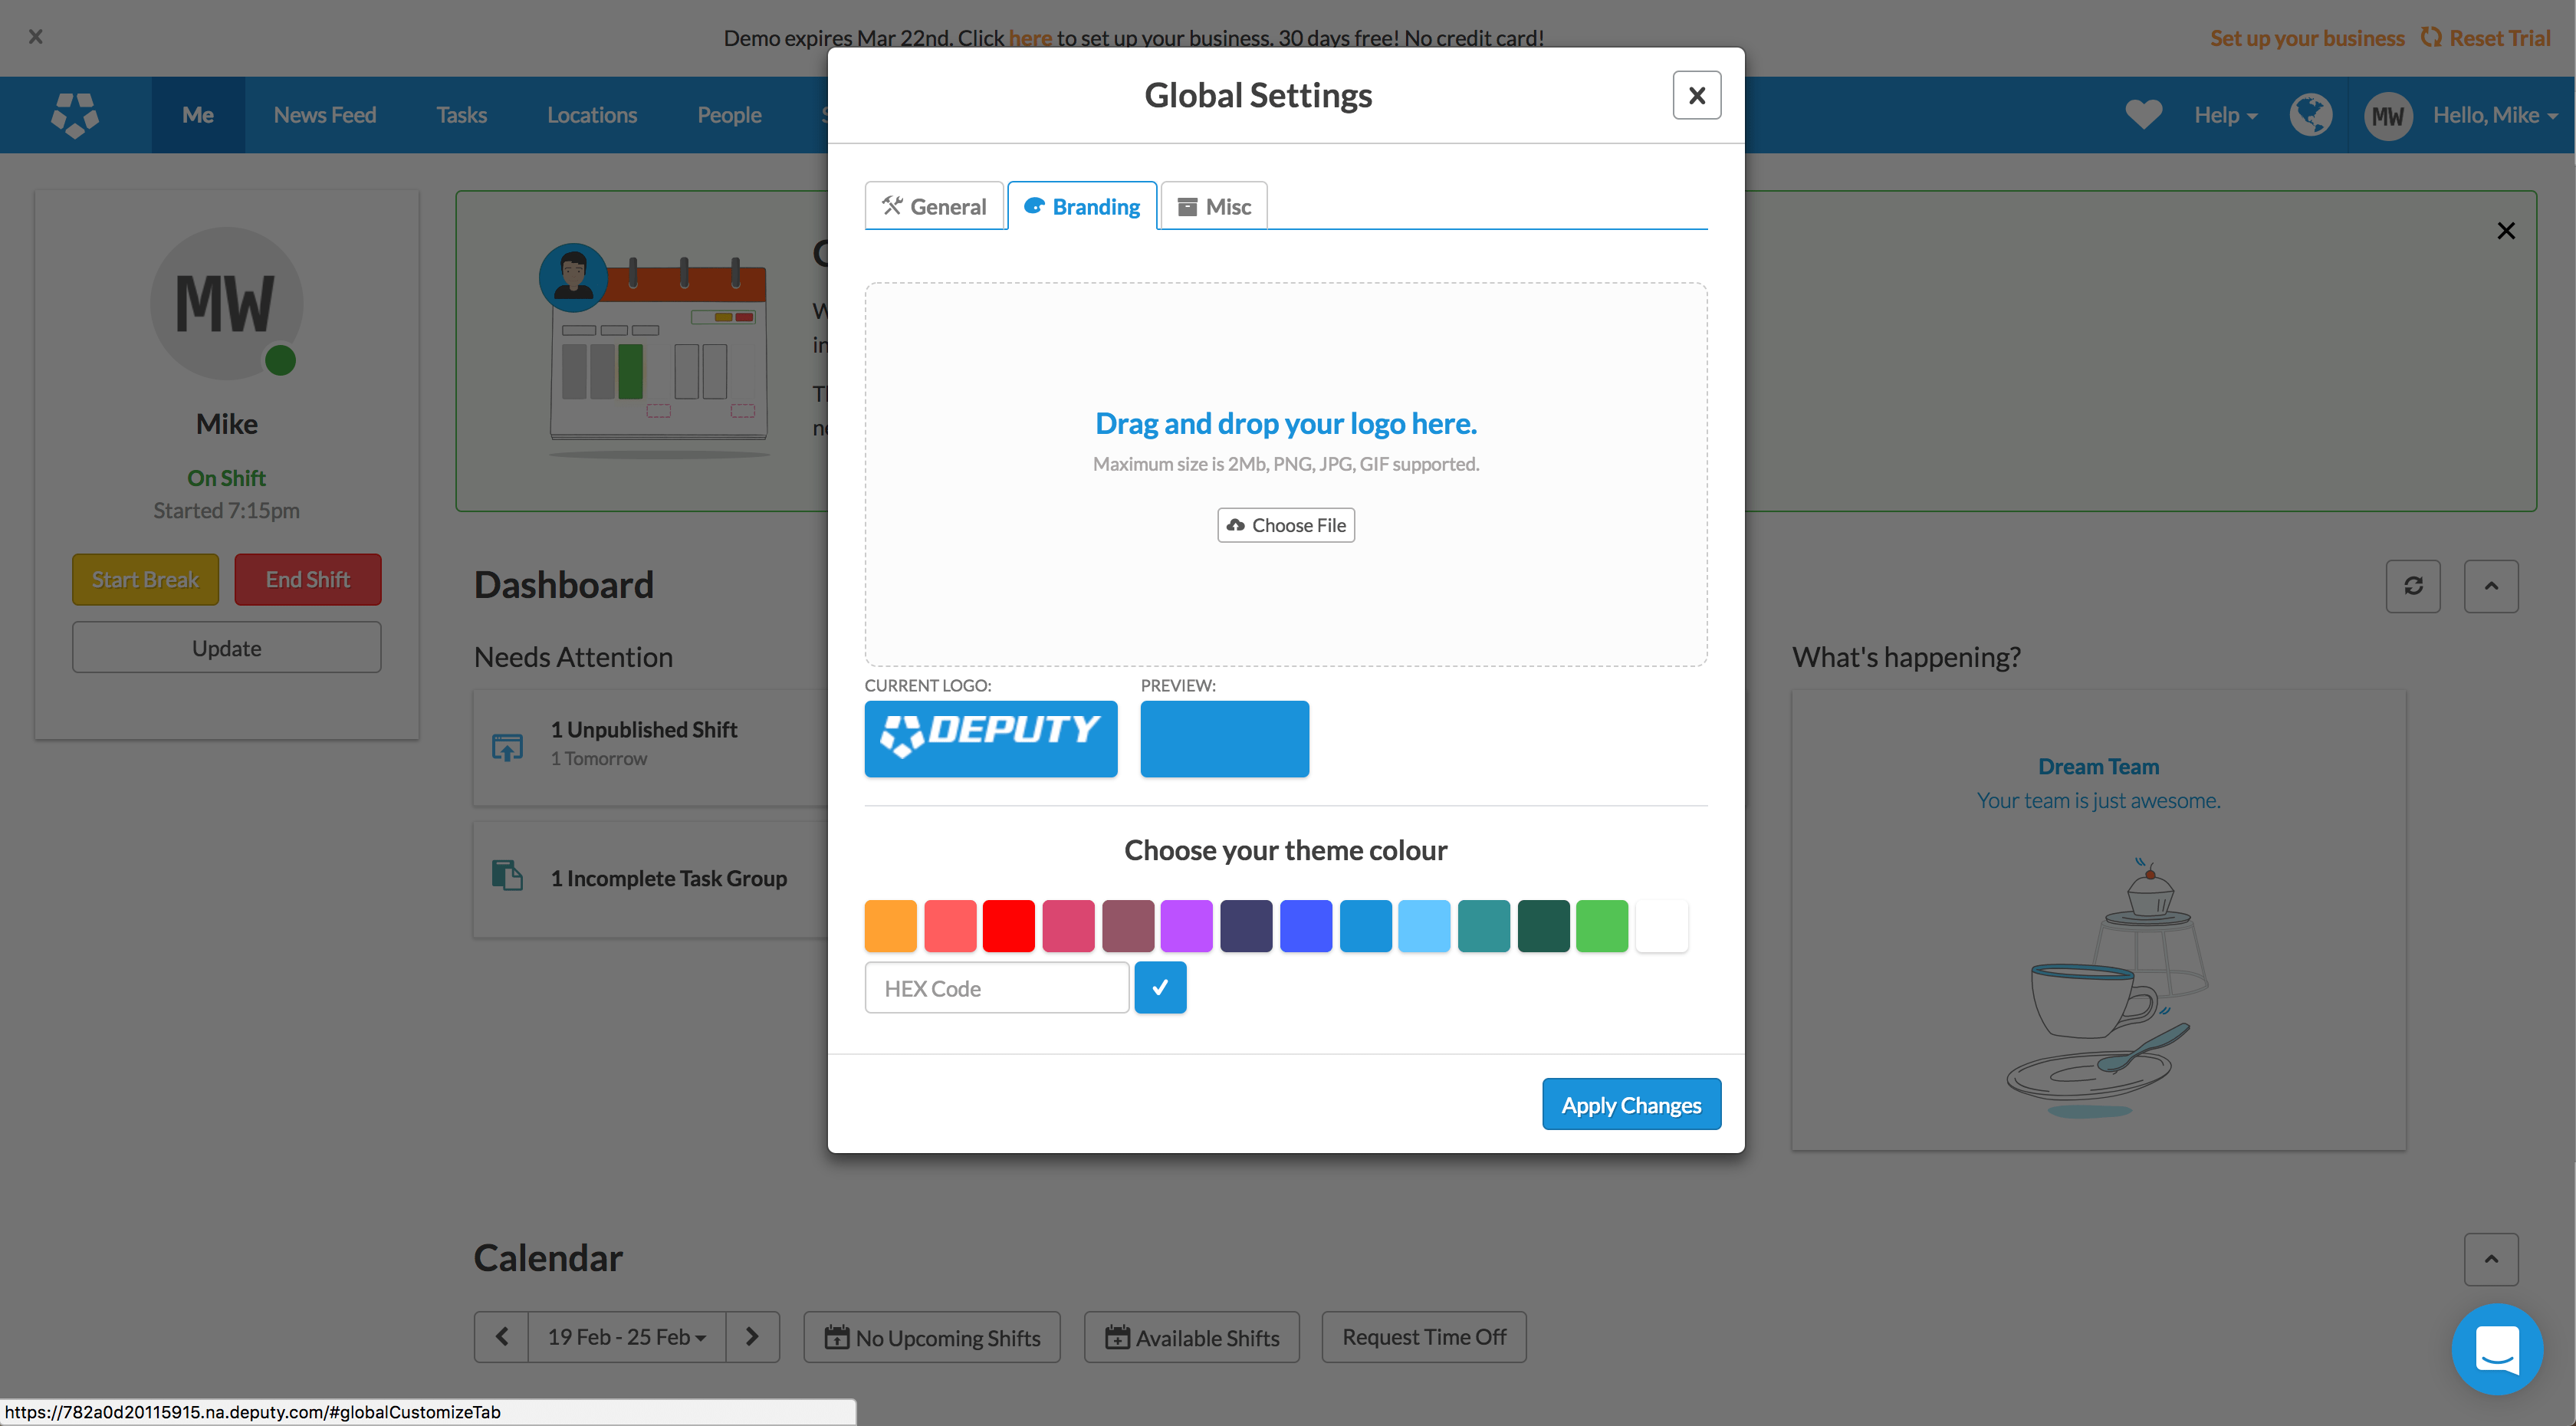 Demo expires Mar 22nd. Click here to set up your business. 30 days free! No credit card!
Set up your business Reset Trial
Me News Feed Tasks Locations People
Help
MW Hello, Mike
Global Settings
General Branding Misc
MW
Mike
On Shift
Started 7:15pm
Start Break End Shift
Update
Drag and drop your logo here.
Maximum size is 2Mb, PNG, JPG, GIF supported.
Choose File
CURRENT LOGO: PREVIEW:
DEPUTY
Choose your theme colour
HEX Code
Apply Changes
Dashboard
Needs Attention
1 Unpublished Shift
1 Tomorrow
1 Incomplete Task Group
What's happening?
Dream Team
Your team is just awesome.
Calendar
19 Feb - 25 Feb No Upcoming Shifts Available Shifts Request Time Off
https://782a0d20115915.na.deputy.com/#globalCustomizeTab